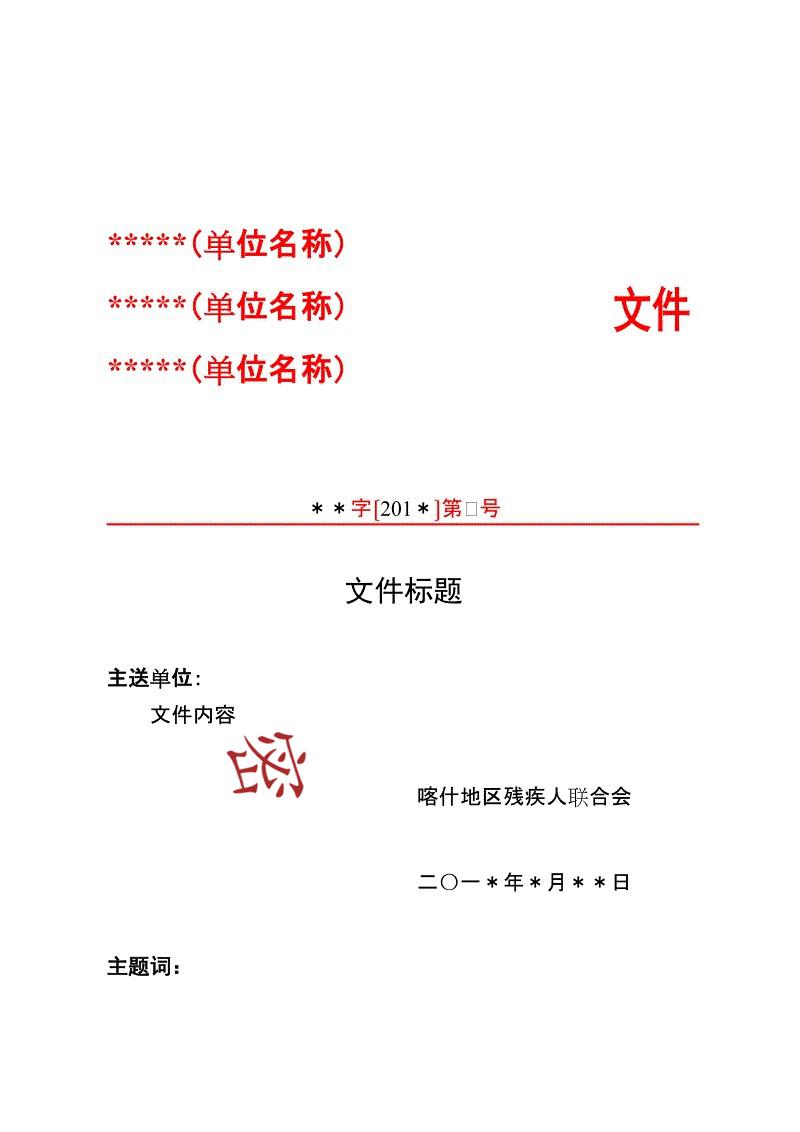 *****(单位名称)
*****(单位名称)
文件
*****(单位名称)
＊＊字[201＊]第□号
文件标题
主送单位:
文件内容
密
喀什地区残疾人联合会
二〇一＊年＊月＊＊日
主题词：